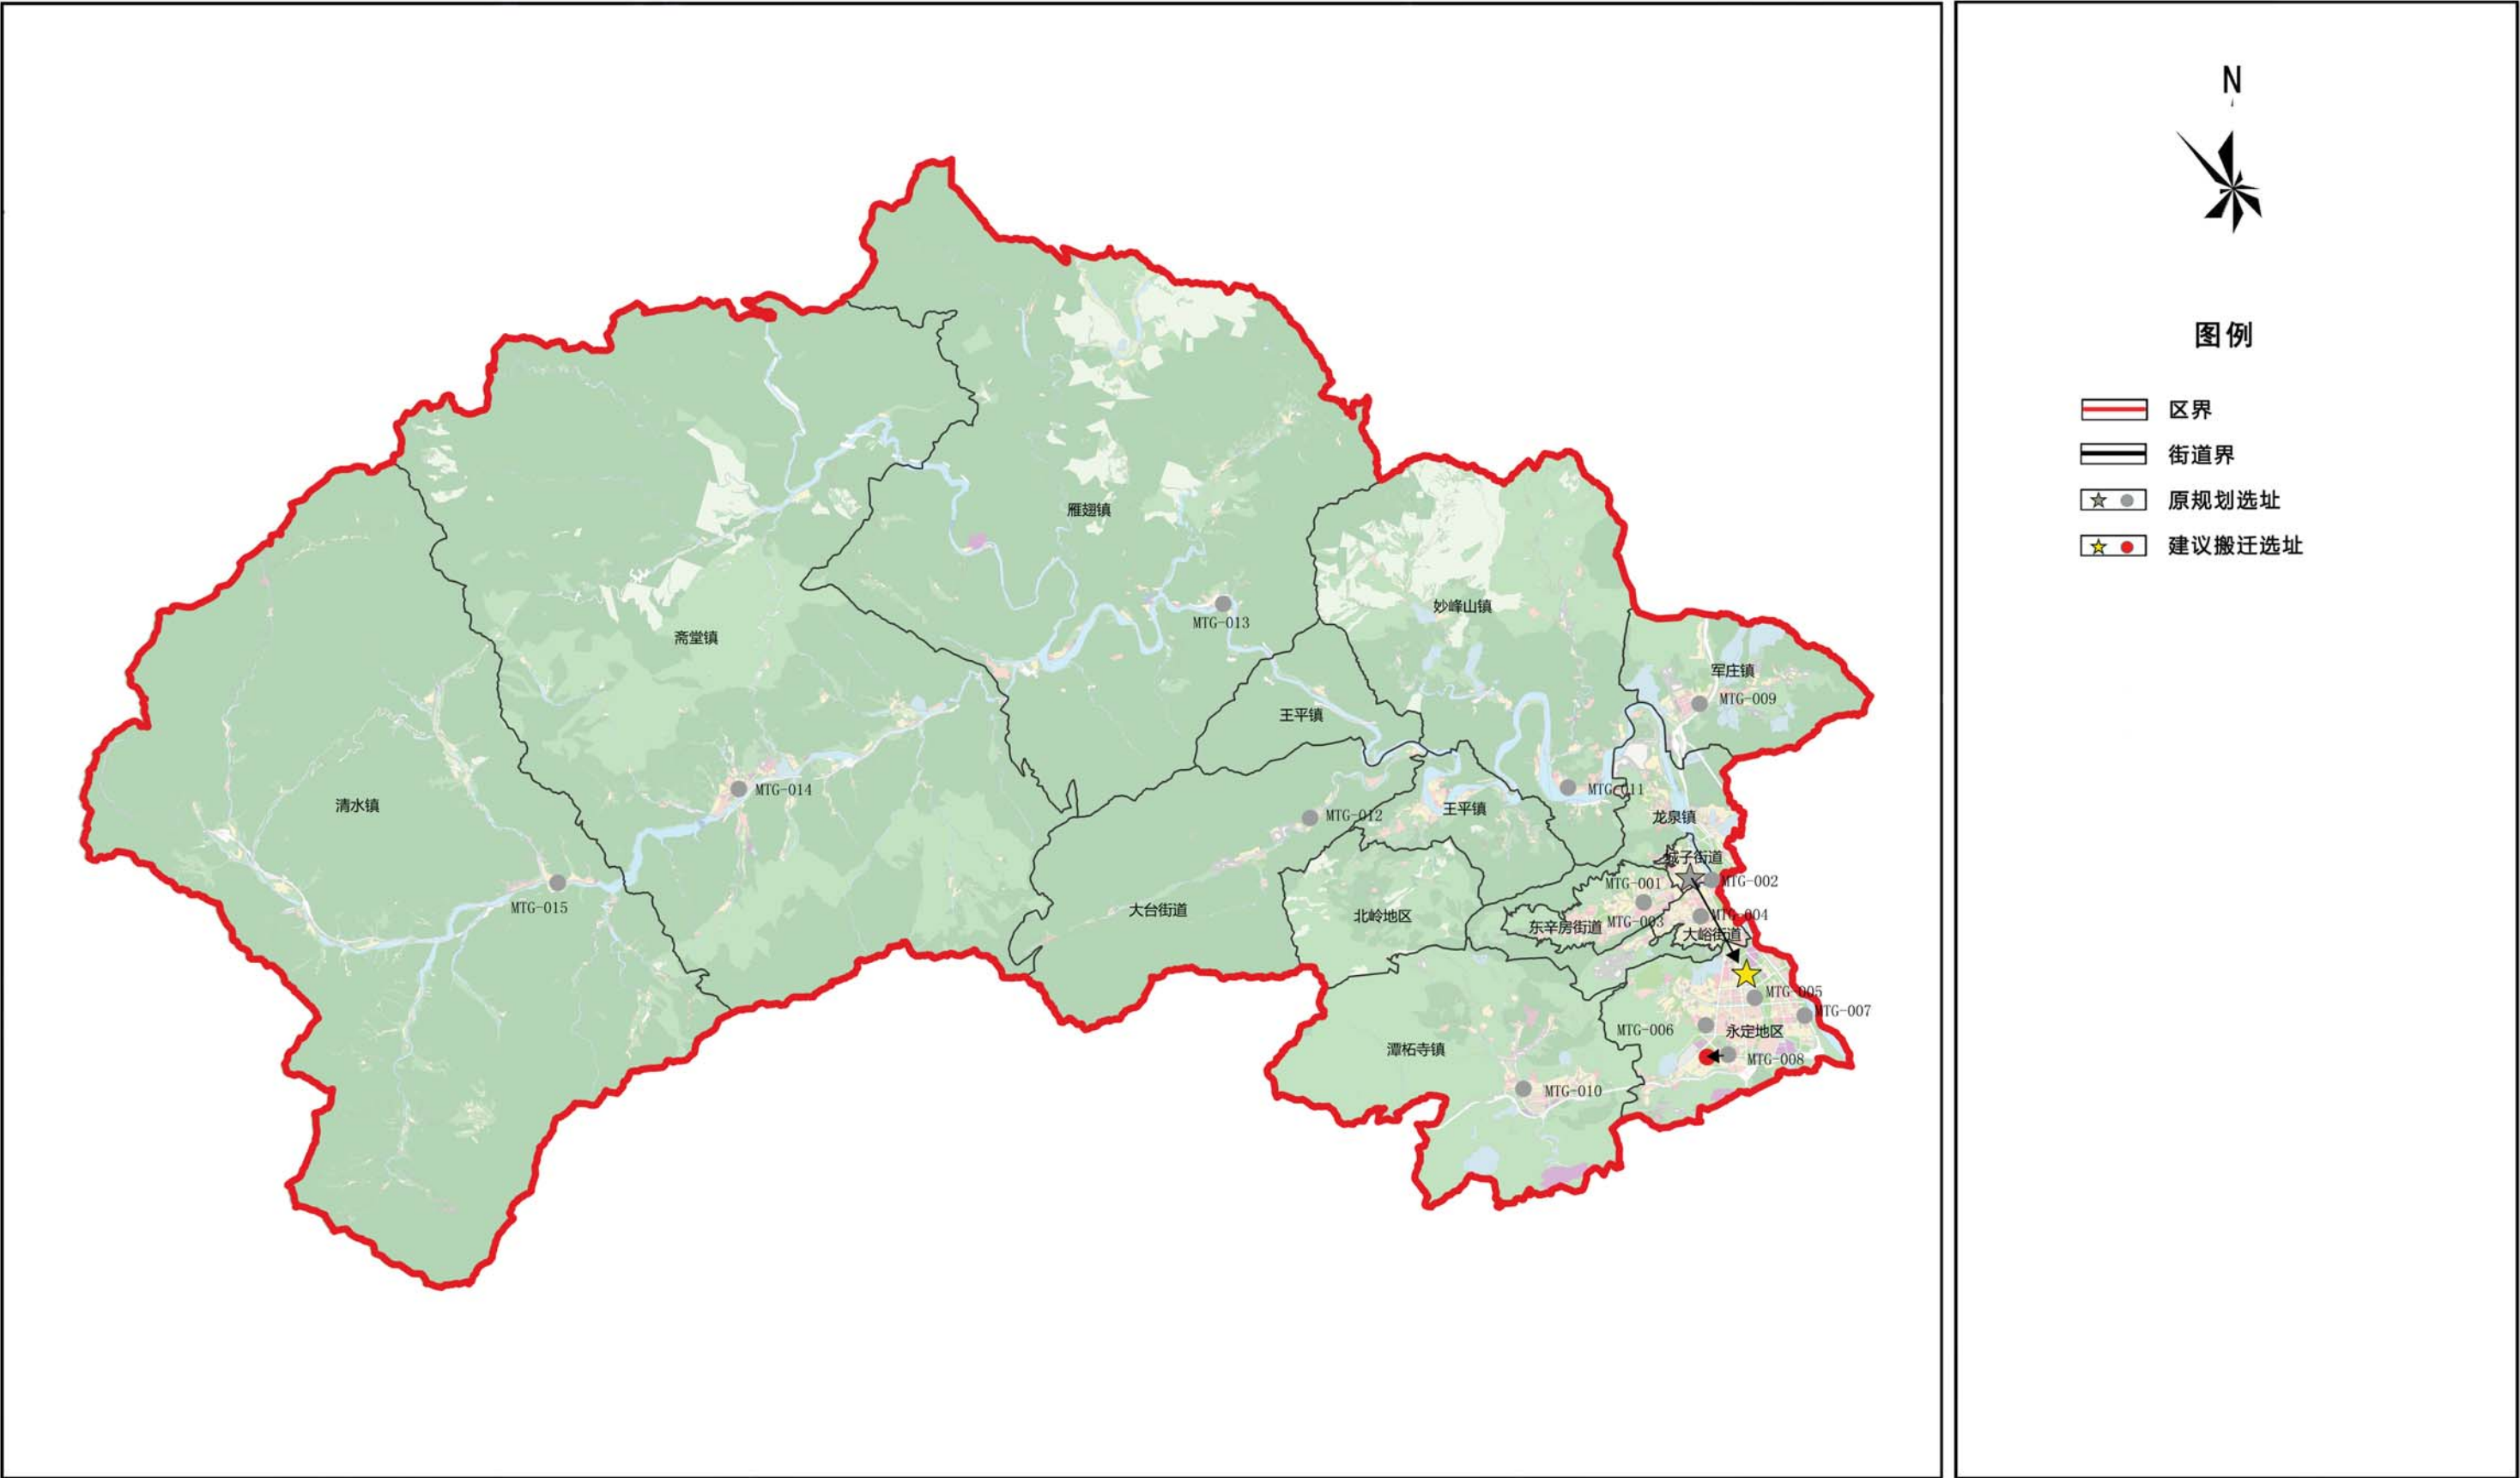 N
图例
区界
街道界
原规划选址
建议搬迁选址
雁翅镇
妙峰山镇
MTG-013
斋堂镇
军庄镇
MTG-009
王平镇
MTG-014
MTG-011
清水镇
王平镇
MTG-012
龙泉镇
城子街道
MTG-001
MTG-002
MTG-015
大台街道
北岭地区
东辛房街道
MTG-003
MTG-004
大峪街道
MTG-005
MTG-007
MTG-006
永定地区
潭柘寺镇
MTG-008
MTG-010